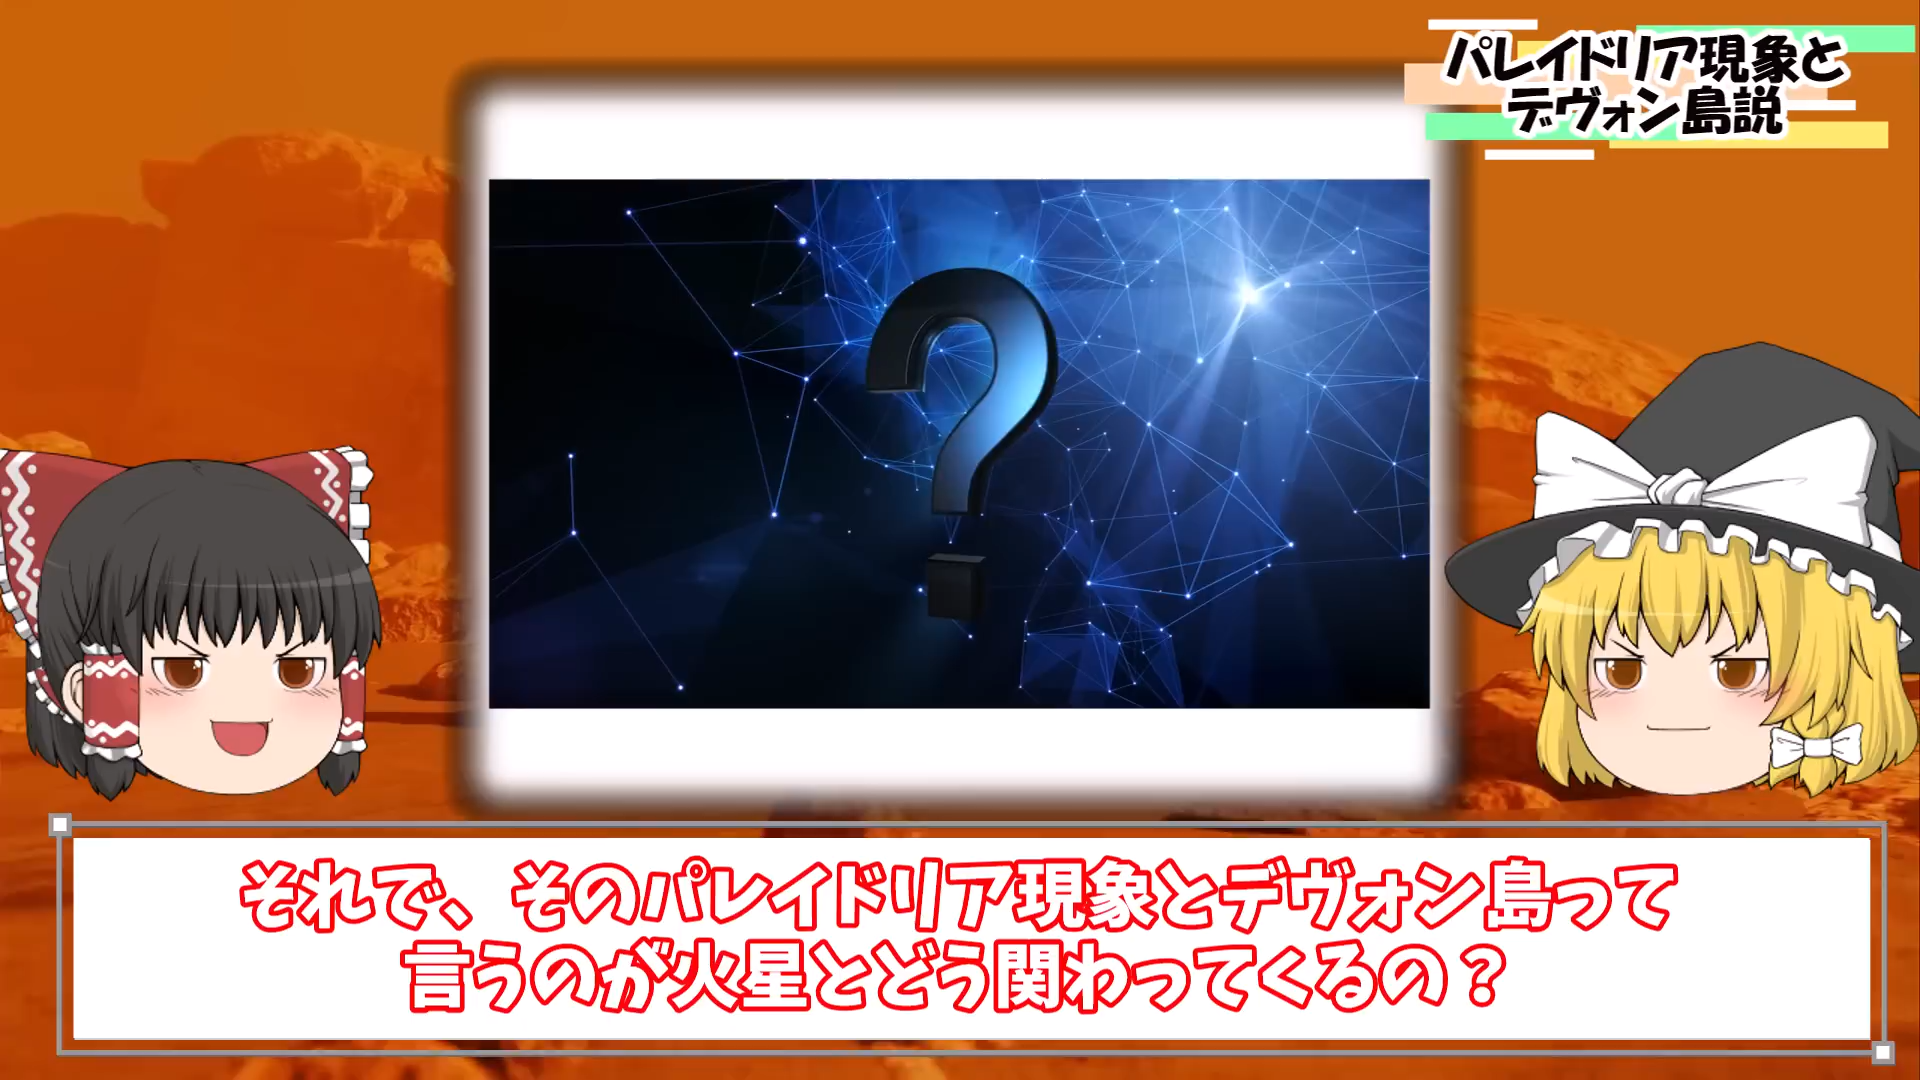 パレイドリア現象と
デヴォン島説
それで、そのパレイドリア現象とデヴォン島って
言うのが火星とどう関わってくるの？